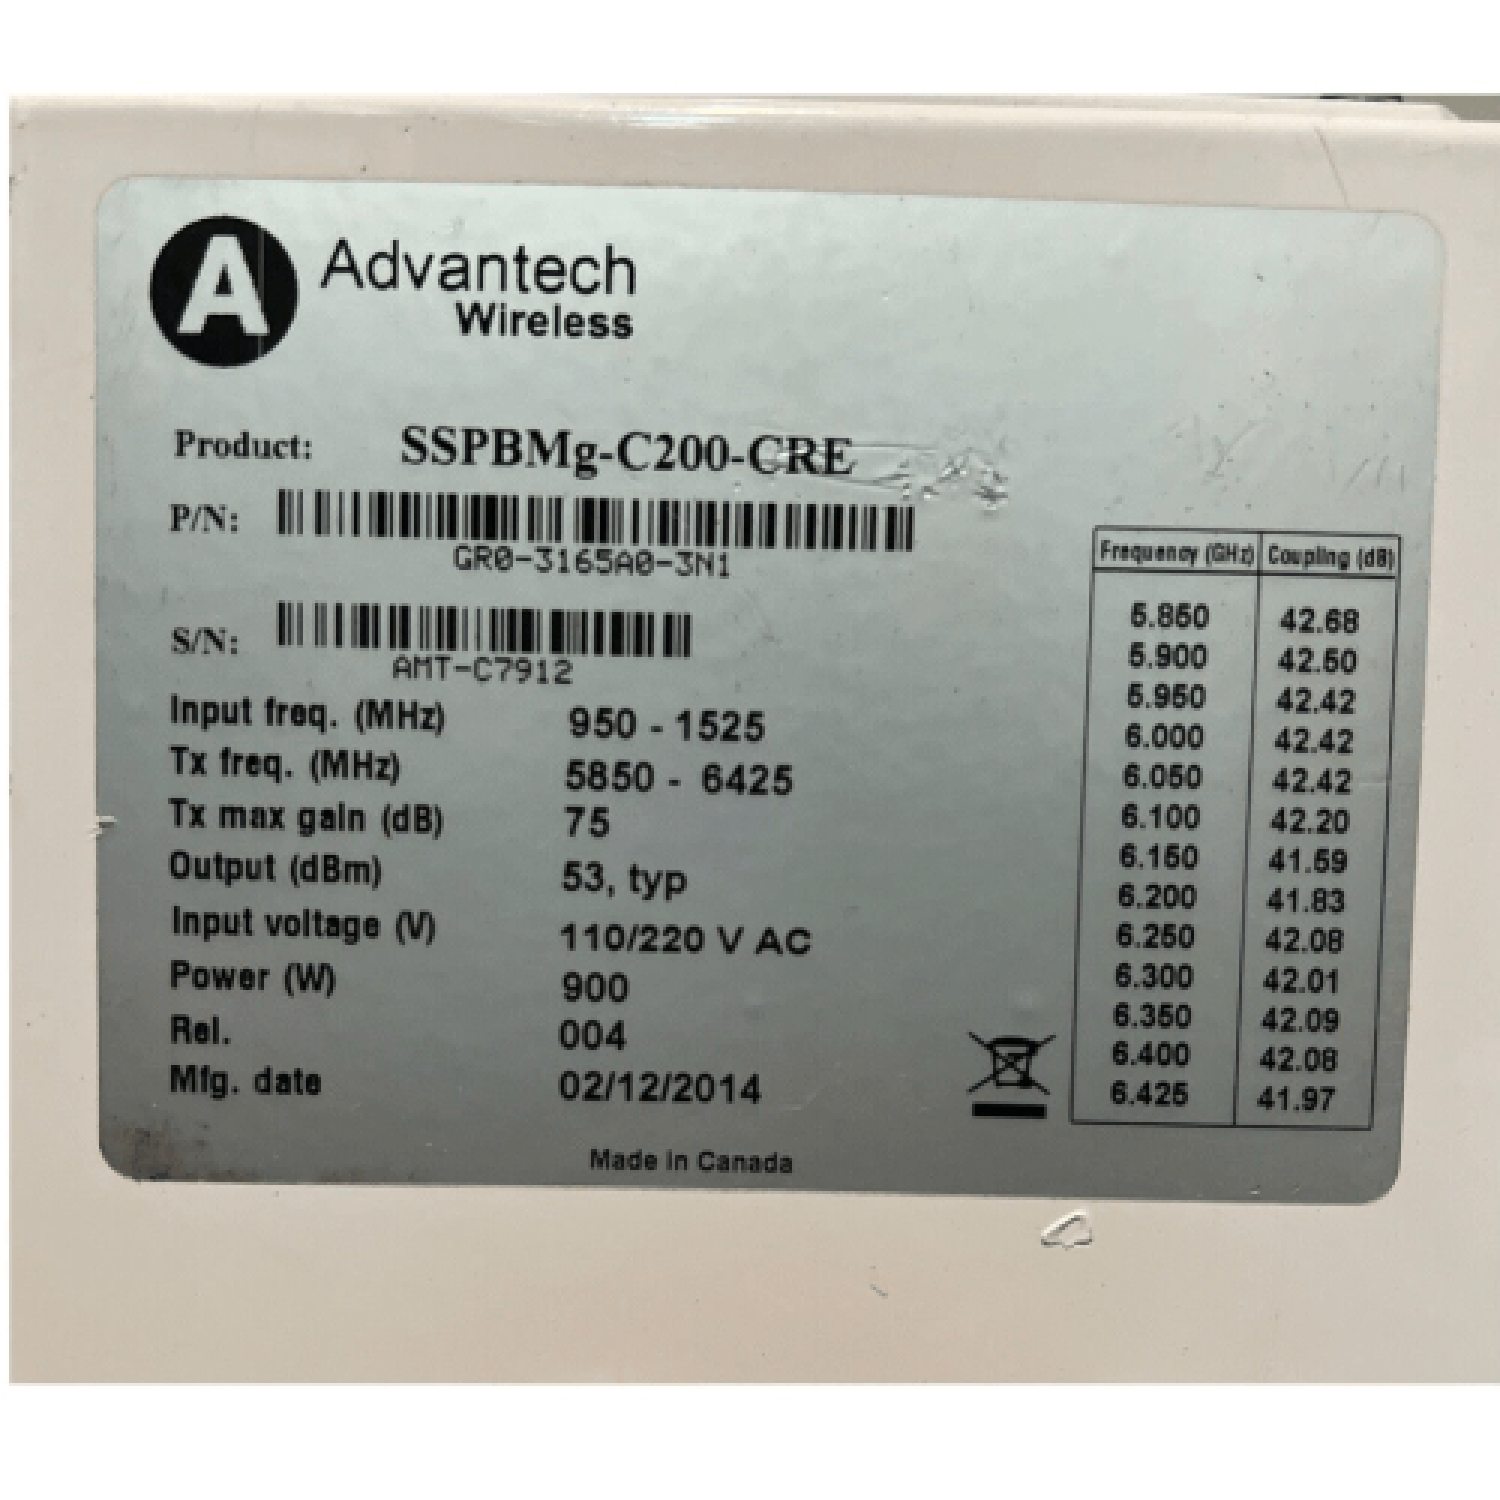 A Advantech
Wireless
Product: SSPBMg-C200-CRE
P/N:
GR0-3165A0-3N1
S/N:
AMT-C7912
Input freq. (MHz) 950 - 1525
Tx freq. (MHz) 5850 - 6425
Tx max gain (dB) 75
Output (dBm) 53, typ
Input voltage (V) 110/220 V AC
Power (W) 900
Rel. 004
Mfg. date 02/12/2014
Made in Canada
Frequency (GHz) Coupling (dB)
5.850 42.68
5.900 42.50
5.950 42.42
6.000 42.42
6.050 42.42
6.100 42.20
6.150 41.59
6.200 41.83
6.250 42.08
6.300 42.01
6.350 42.09
6.400 42.08
6.425 41.97